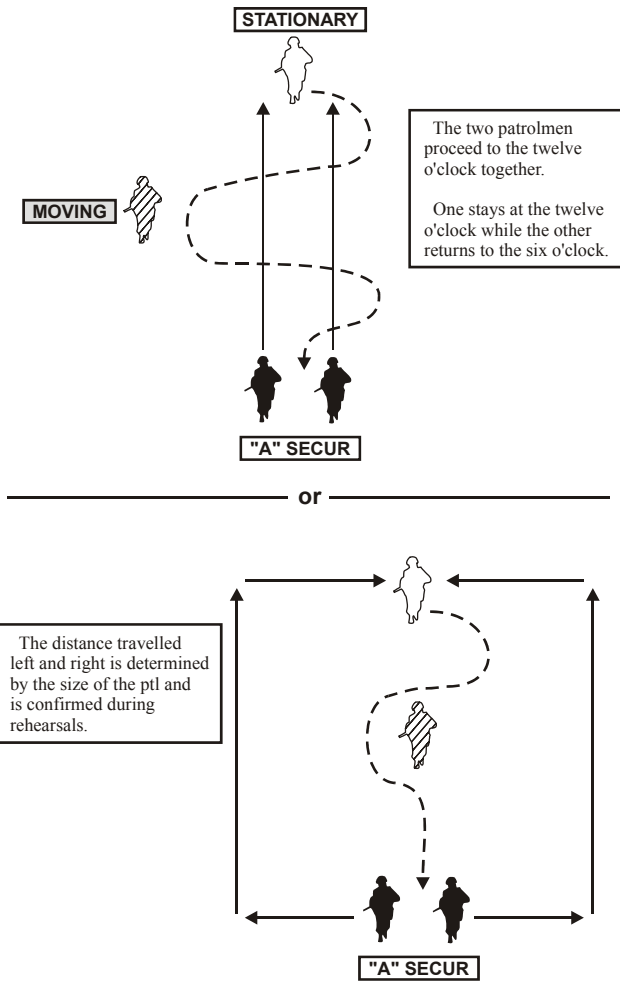 STATIONARY
The two patrolmen
proceed to the twelve
o'clock together.
One stays at the twelve
o'clock while the other
returns to the six o'clock.
MOVING
"A" SECUR
or
The distance travelled
left and right is determined
by the size of the ptl and
is confirmed during
rehearsals.
"A" SECUR